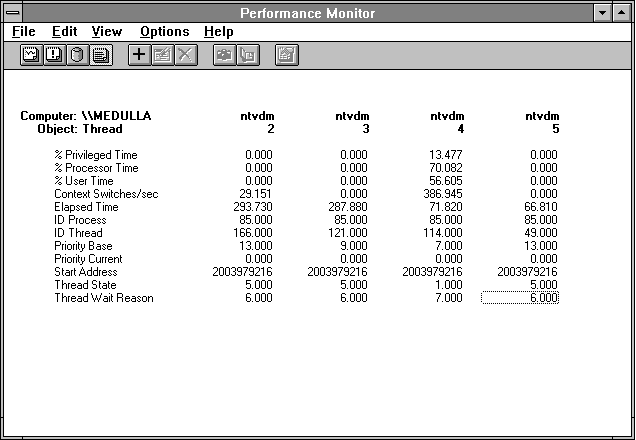 Performance Monitor
File Edit View Options Help
Computer: \\MEDULLA ntvdm ntvdm ntvdm ntvdm
Object: Thread 2 3 4 5
% Privileged Time 0.000 0.000 13.477 0.000
% Processor Time 0.000 0.000 70.082 0.000
% User Time 0.000 0.000 56.605 0.000
Context Switches/sec 29.151 0.000 386.945 0.000
Elapsed Time 293.730 287.880 71.820 66.810
ID Process 85.000 85.000 85.000 85.000
ID Thread 166.000 121.000 114.000 49.000
Priority Base 13.000 9.000 7.000 13.000
Priority Current 0.000 0.000 0.000 0.000
Start Address 2003979216 2003979216 2003979216 2003979216
Thread State 5.000 5.000 1.000 5.000
Thread Wait Reason 6.000 6.000 7.000 6.000